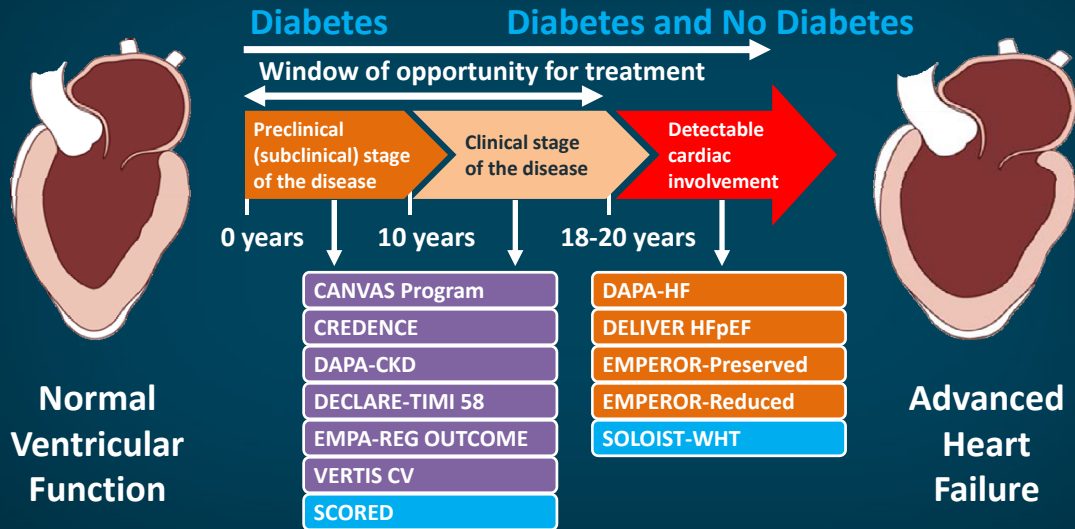 Diabetes
Diabetes and No Diabetes
Window of opportunity for treatment
Preclinical
(subclinical) stage
of the disease
Clinical stage
of the disease
Detectable
cardiac
involvement
0 years
10 years
18-20 years
CANVAS Program
CREDENCE
DAPA-CKD
DECLARE-TIMI 58
EMPA-REG OUTCOME
VERTIS CV
SCORED
DAPA-HF
DELIVER HFpEF
EMPEROR-Preserved
EMPEROR-Reduced
SOLOIST-WHT
Normal
Ventricular
Function
Advanced
Heart
Failure